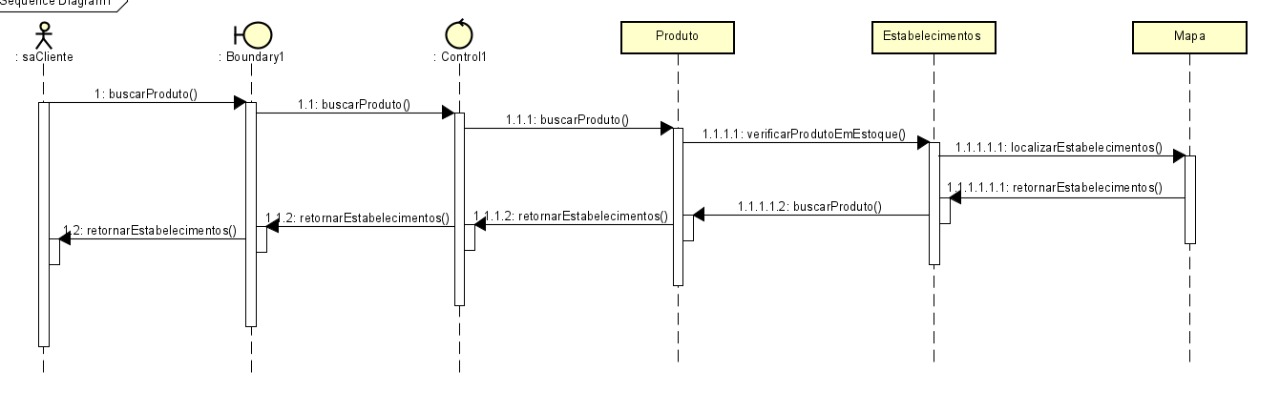 Sequence Diagram1
: saCliente
: Boundary1
: Control1
Produto
Estabelecimentos
Mapa
1: buscarProduto()
1.1: buscarProduto()
1.1.1: buscarProduto()
1.1.1.1: verificarProdutoEmEstoque()
1.1.1.1.1: localizarEstabelecimentos()
1.1.1.1.1.1: retornarEstabelecimentos()
1.1.1.1.2: buscarProduto()
1.1.1.2: retornarEstabelecimentos()
1.1.2: retornarEstabelecimentos()
1.2: retornarEstabelecimentos()